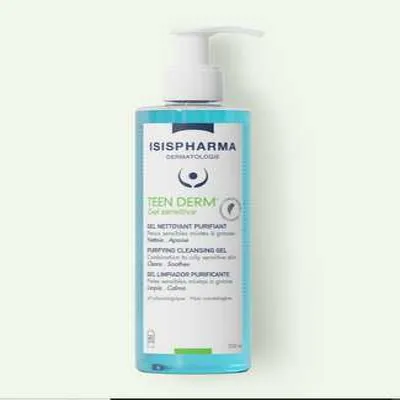 ISISPHARMA
DERMATOLOGIE
TEEN DERM®
Gel sensitive
GEL NETTOYANT PURIFIANT
Peaux sensibles mixtes à grasses
Nettoie . Apaise
PURIFYING CLEANSING GEL
Combination to oily sensitive skin
Cleans . Soothes
GEL LIMPIADOR PURIFICANTE
Pieles sensibles mixtas a grasas
Limpia . Calma